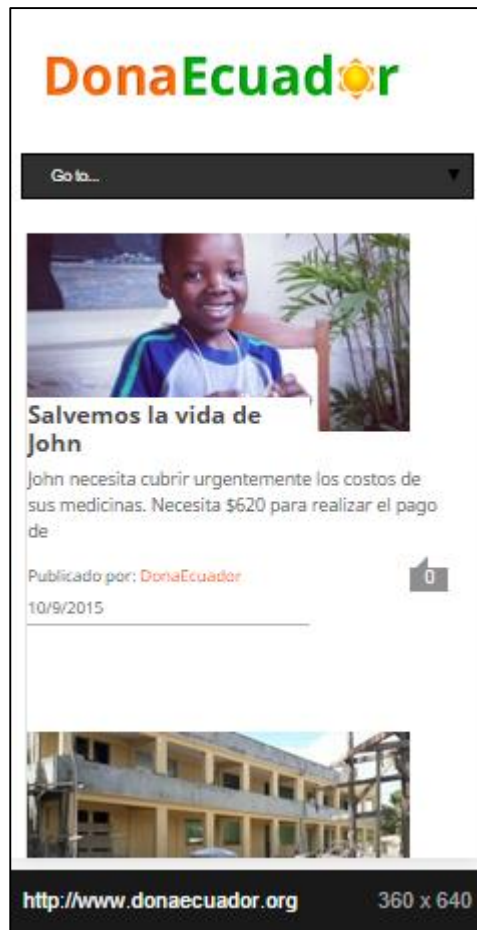 DonaEcuador
Go to...
Salvemos la vida de
John
John necesita cubrir urgentemente los costos de
sus medicinas. Necesita $620 para realizar el pago
de
Publicado por: DonaEcuador
0
10/9/2015
http://www.donaecuador.org 360 x 640